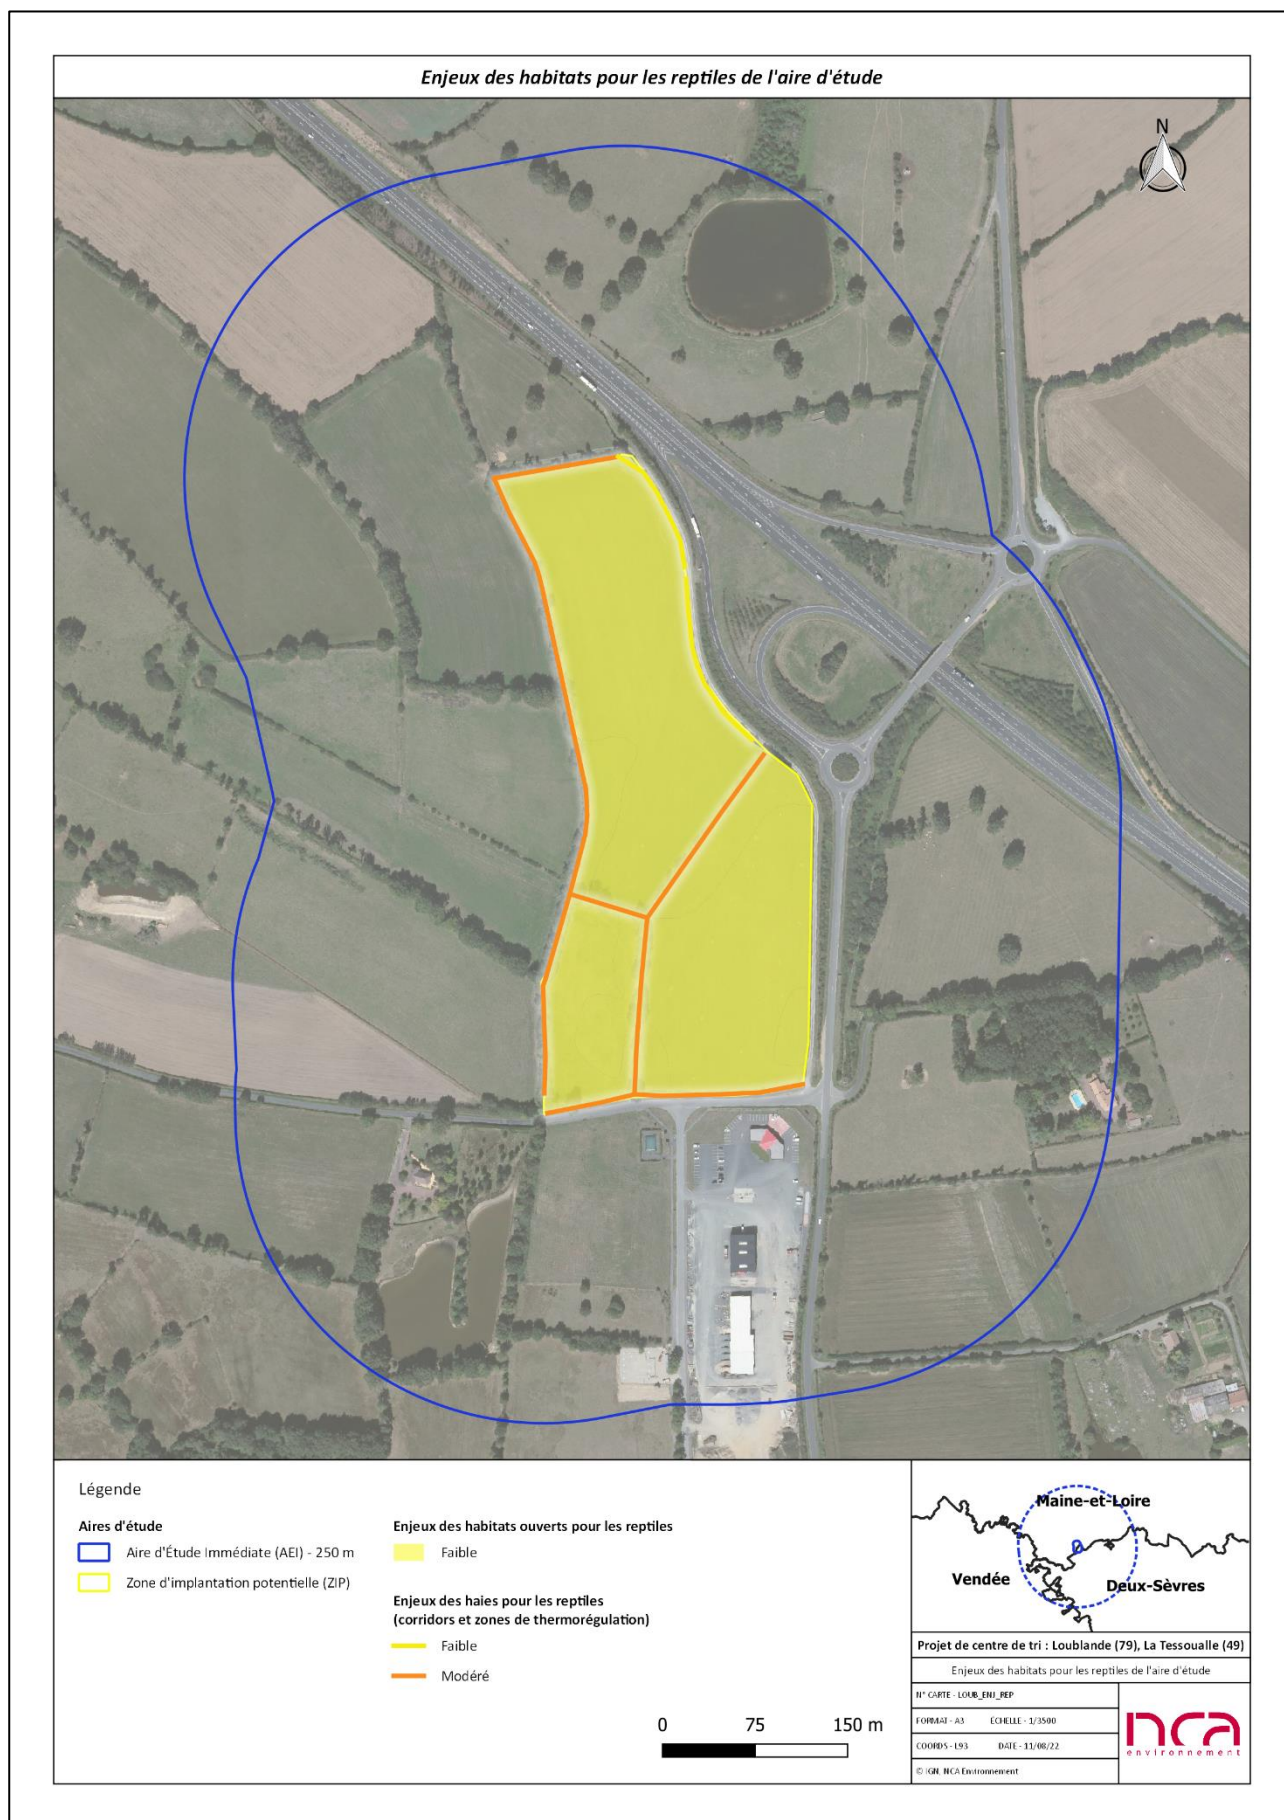 Enjeux des habitats pour les reptiles de l'aire d'étude
N
Légende
Aires d'étude
Aire d'Étude Immédiate (AEI) - 250 m
Zone d'implantation potentielle (ZIP)
Enjeux des habitats ouverts pour les reptiles
Faible
Enjeux des haies pour les reptiles
(corridors et zones de thermorégulation)
Faible
Modéré
0 75 150 m
Maine-et-Loire
Vendée
Deux-Sèvres
Projet de centre de tri : Loublande (79), La Tessoualle (49)
Enjeux des habitats pour les reptiles de l'aire d'étude
N° CARTE - LOUB_ENJ_REP
FORMAT - A3 ÉCHELLE - 1/3500
COORDS - L93 DATE - 11/08/22
© IGN, NCA Environnement
nca
environnement